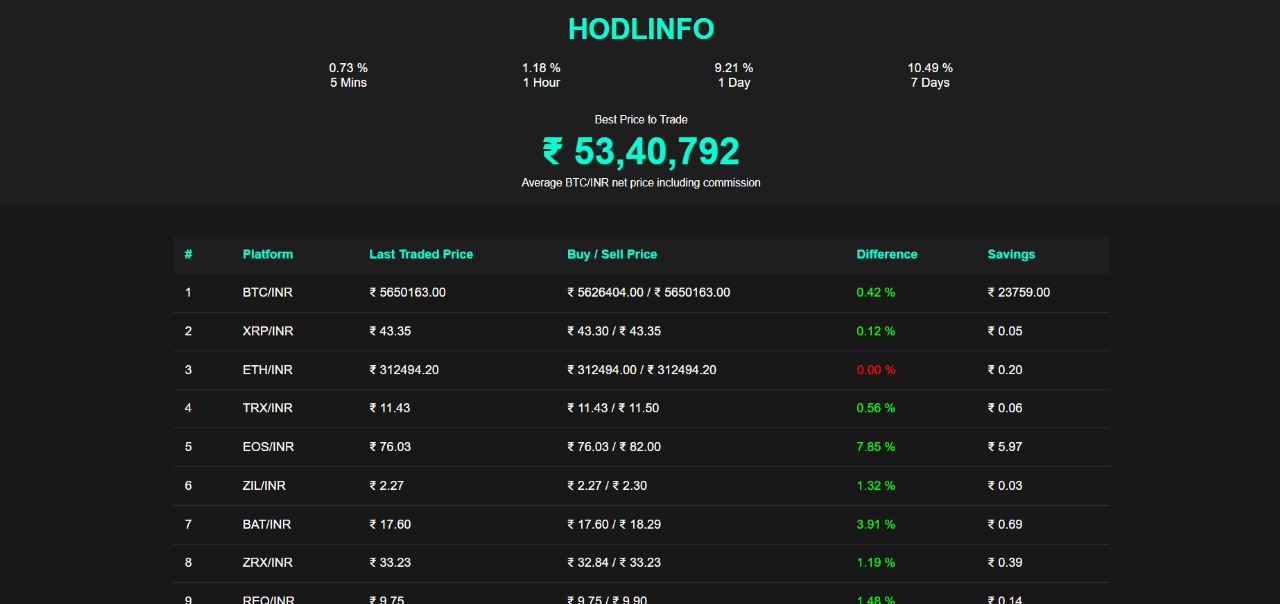 HODLINFO
0.73 % 1.18 % 9.21 % 10.49 %
5 Mins 1 Hour 1 Day 7 Days
Best Price to Trade
₹ 53,40,792
Average BTC/INR net price including commission
# Platform Last Traded Price Buy / Sell Price Difference Savings
1 BTC/INR ₹ 5650163.00 ₹ 5626404.00 / ₹ 5650163.00 0.42 % ₹ 23759.00
2 XRP/INR ₹ 43.35 ₹ 43.30 / ₹ 43.35 0.12 % ₹ 0.05
3 ETH/INR ₹ 312494.20 ₹ 312494.00 / ₹ 312494.20 0.00 % ₹ 0.20
4 TRX/INR ₹ 11.43 ₹ 11.43 / ₹ 11.50 0.56 % ₹ 0.06
5 EOS/INR ₹ 76.03 ₹ 76.03 / ₹ 82.00 7.85 % ₹ 5.97
6 ZIL/INR ₹ 2.27 ₹ 2.27 / ₹ 2.30 1.32 % ₹ 0.03
7 BAT/INR ₹ 17.60 ₹ 17.60 / ₹ 18.29 3.91 % ₹ 0.69
8 ZRX/INR ₹ 33.23 ₹ 32.84 / ₹ 33.23 1.19 % ₹ 0.39
9 REQ/INR ₹ 9.75 ₹ 9.75 / ₹ 9.90 1.48 % ₹ 0.14